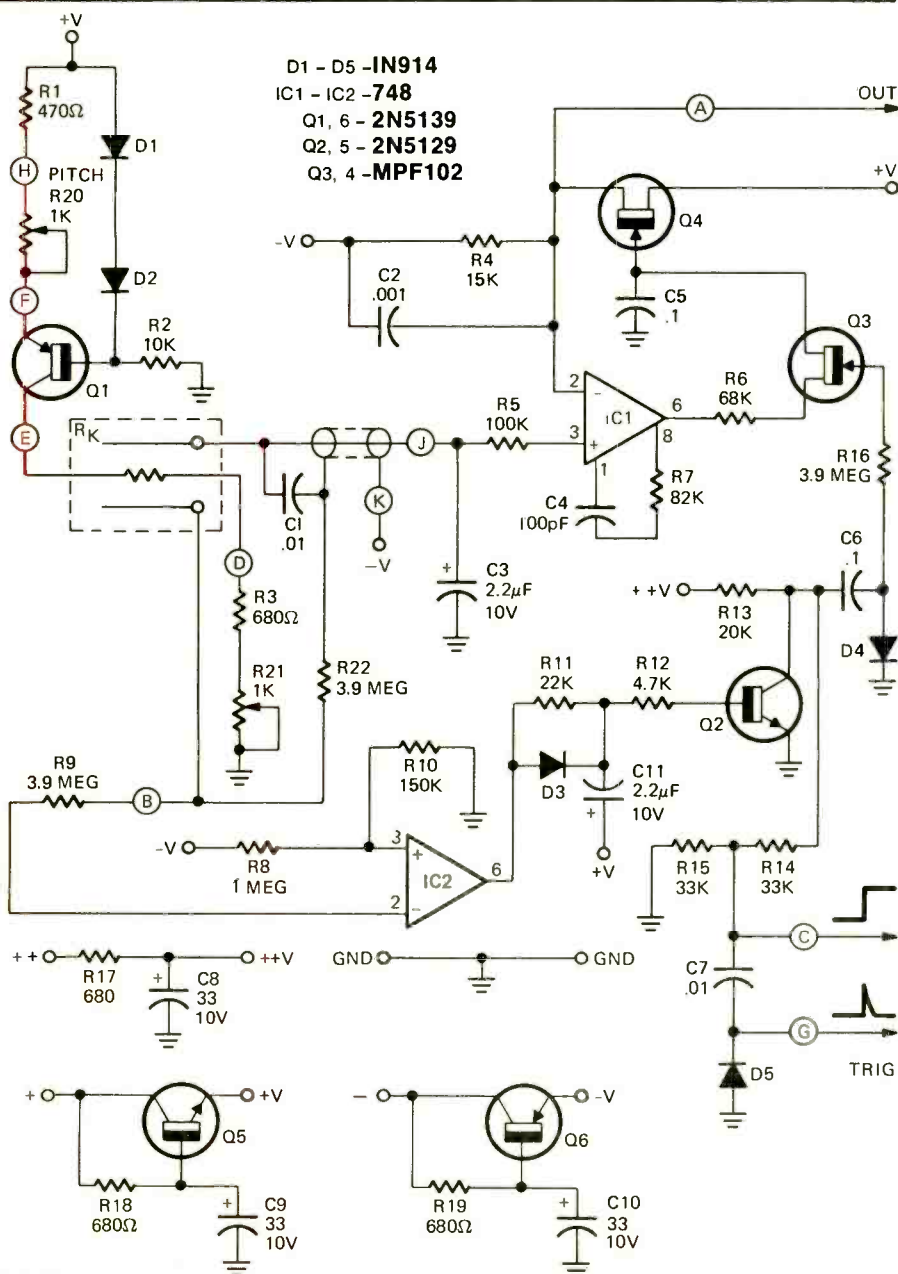 +V
D1 - D5 -IN914
IC1 - IC2 -748
Q1, 6 - 2N5139
Q2, 5 - 2N5129
Q3, 4 -MPF102
R1
470Ω
D1
H
PITCH
R20
1K
D2
F
R2
10K
Q1
E
RK
A
OUT
+V
Q4
-V
R4
15K
C2
.001
C5
.1
Q3
2
-
IC1
6
8
3
+
1
R6
68K
R5
100K
J
K
-V
C1
.01
C4
100pF
R7
82K
R16
3.9 MEG
C6
.1
D
R3
680Ω
+
C3
2.2µF
10V
++V
R13
20K
D4
R21
1K
R22
3.9 MEG
R11
22K
R12
4.7K
Q2
R9
3.9 MEG
B
R10
150K
D3
C11
2.2µF
10V
+
+V
-V
R8
1 MEG
3
+
IC2
6
2
-
R15
33K
R14
33K
C
C7
.01
G
TRIG
D5
++
R17
680
++V
+
C8
33
10V
GND
GND
+
+V
Q5
R18
680Ω
+
C9
33
10V
-
-V
Q6
R19
680Ω
+
C10
33
10V